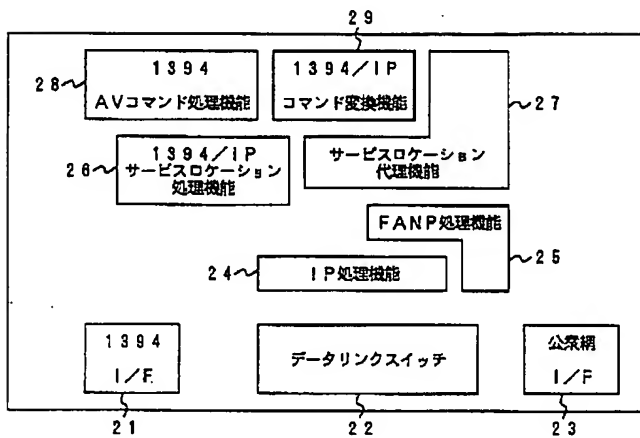 29
28
1394
AVコマンド処理機能
1394/IP
コマンド変換機能
27
26
1394/IP
サービスロケーション
処理機能
サービスロケーション
代理機能
FANP処理機能
24
IP処理機能
25
1394
I/F
データリンクスイッチ
公衆網
I/F
21
22
23